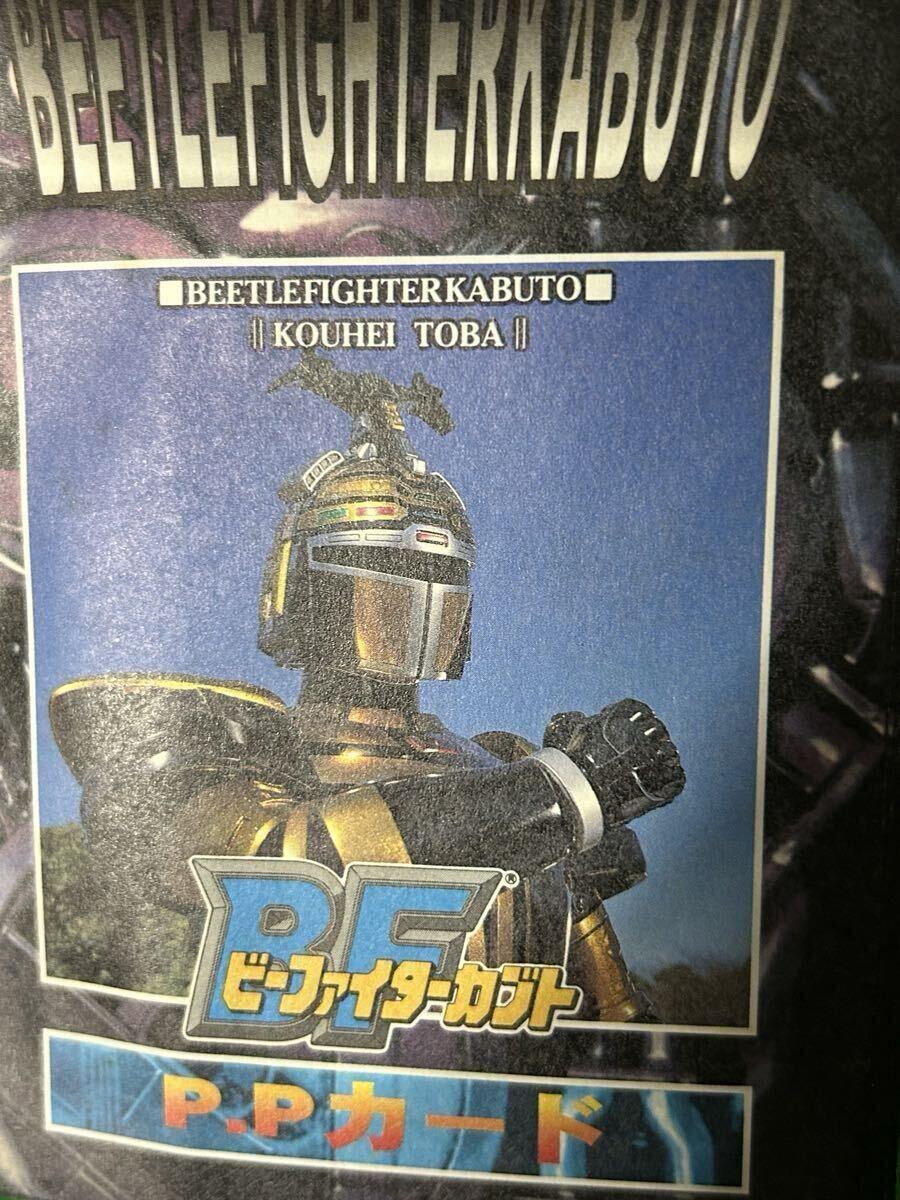 BEETLEFIGHTERKABUTO
■BEETLEFIGHTERKABUTO■
‖ KOUHEI TOBA ‖
BF®
ビーファイターカブト
P.Pカード